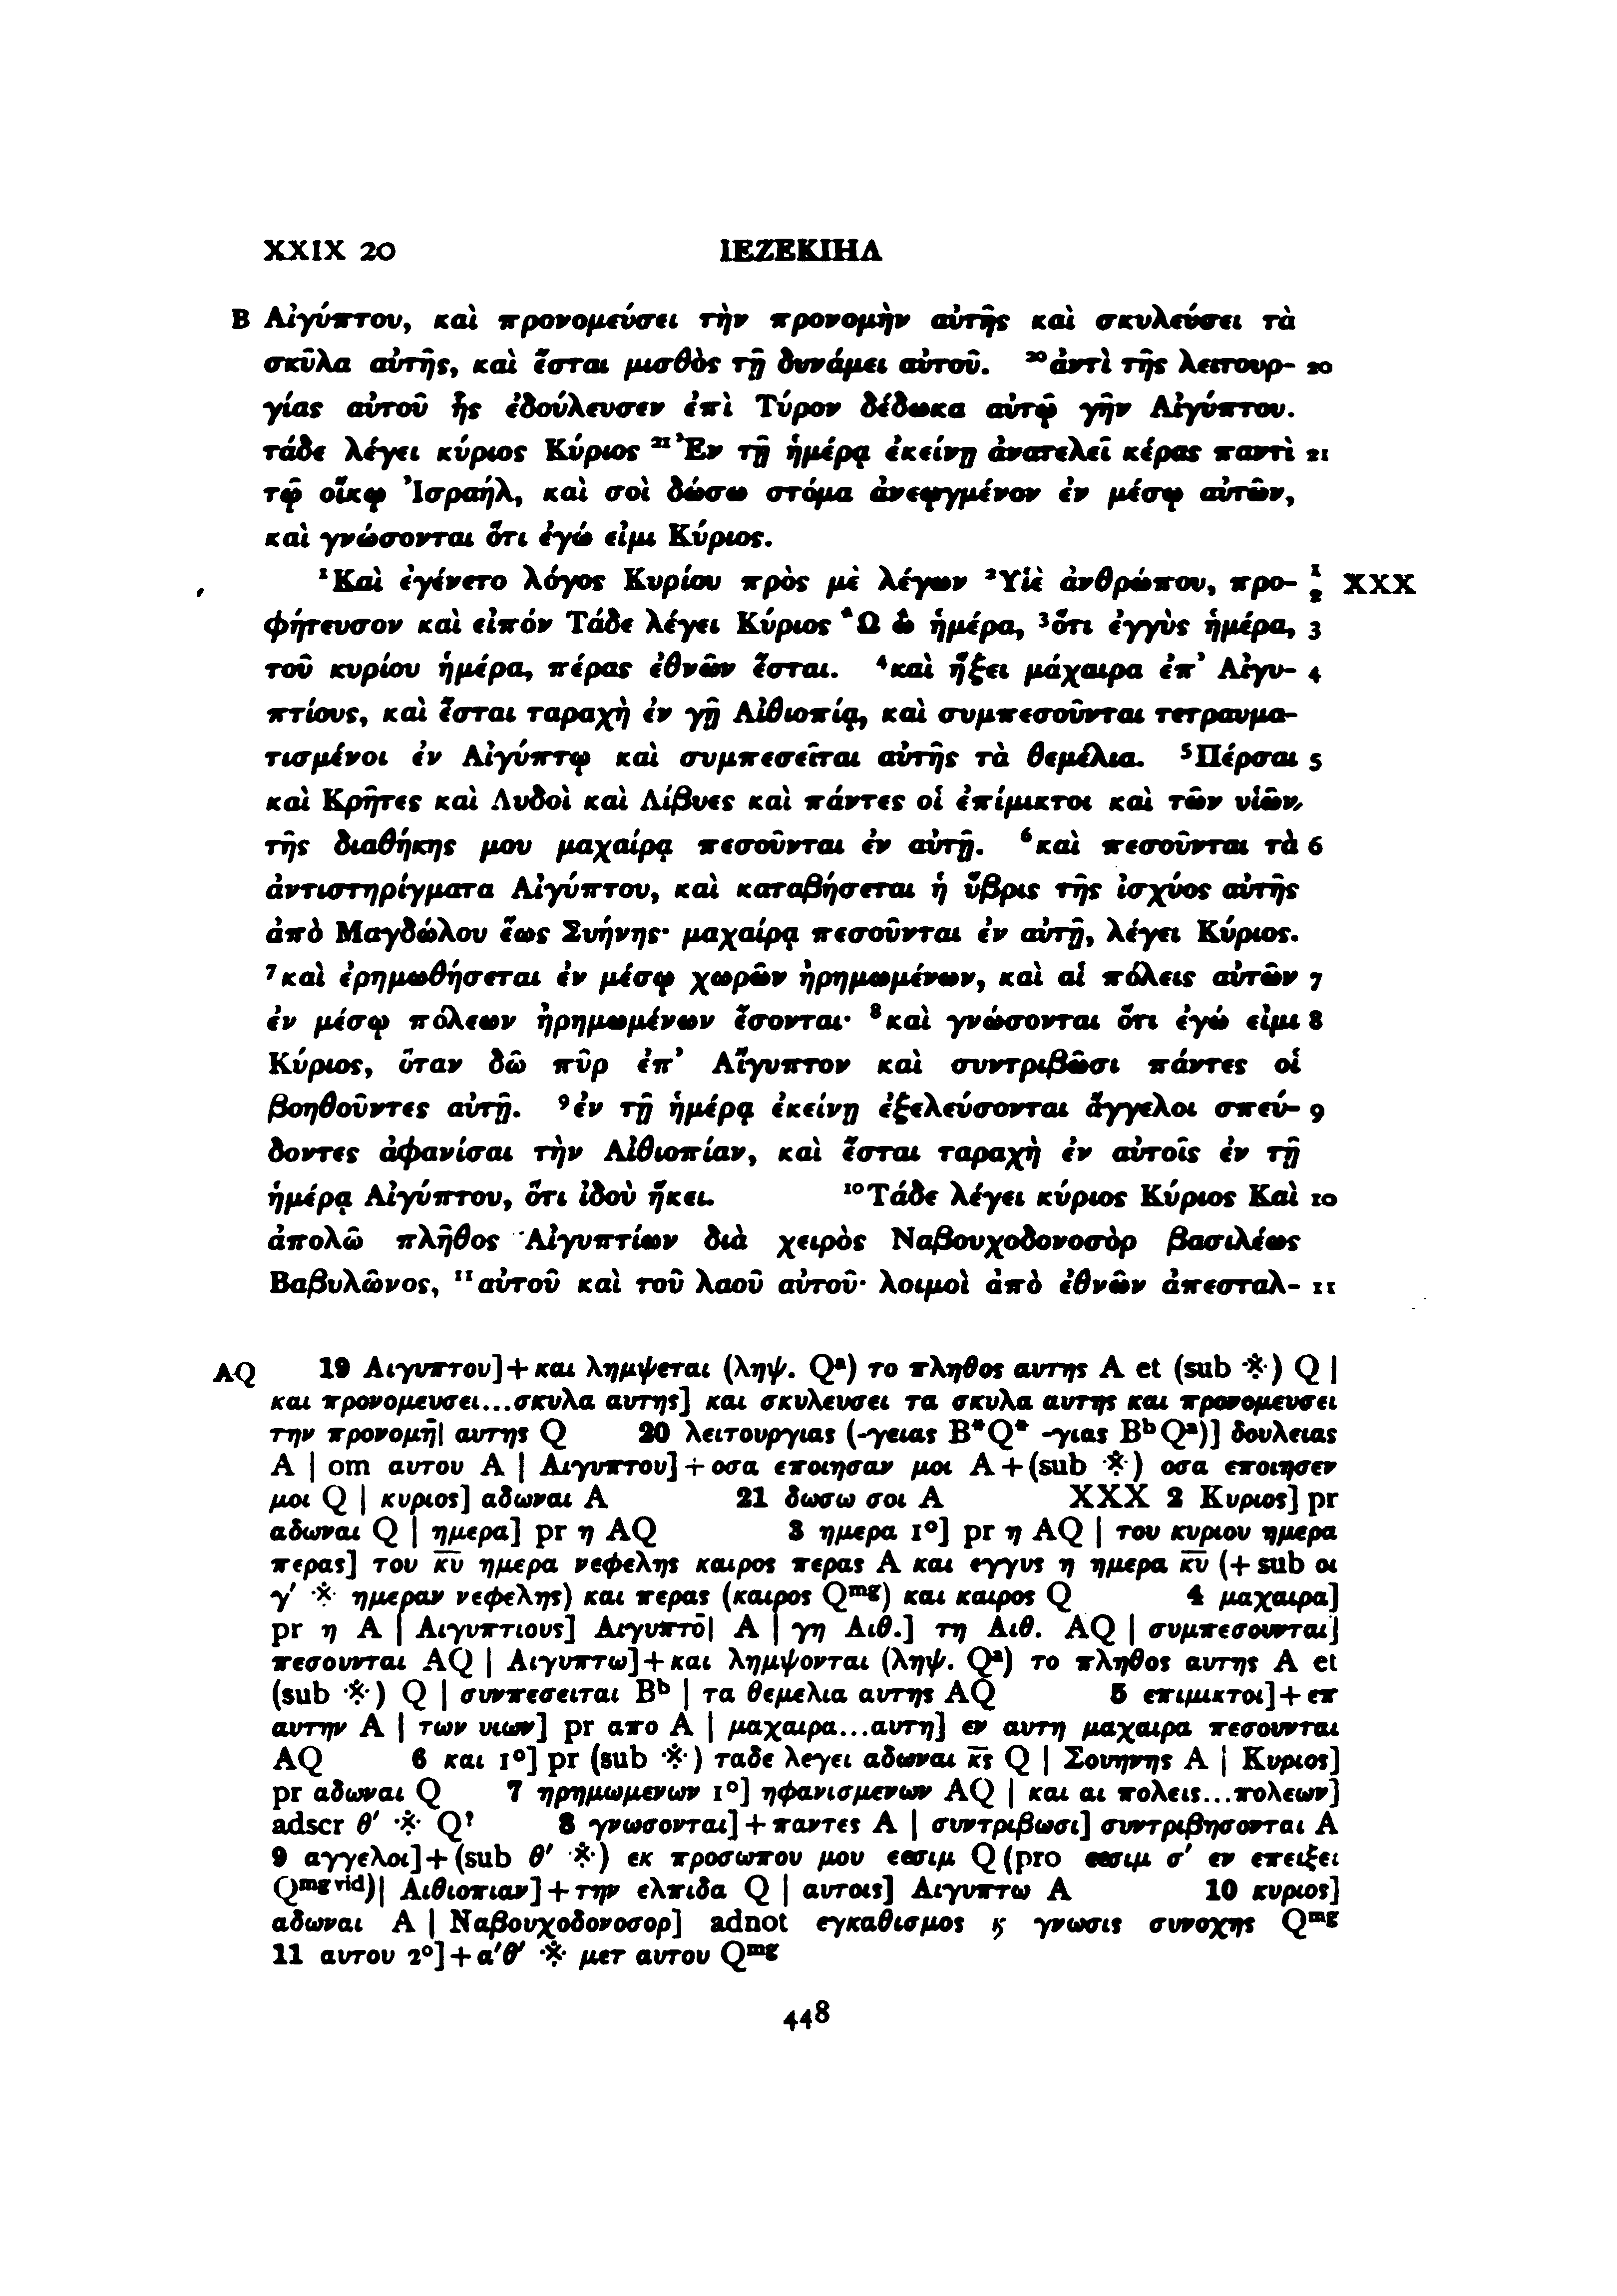 XXIX 20 ΙΕΖΕΚΙΗΛ
B Αἰγύπτου, καὶ προνομεύσει τὴν προνομὴν αὐτῆς καὶ σκυλεύσει τὰ
σκῦλα αὐτῆς, καὶ ἔσται μισθὸς τῇ δυνάμει αὐτοῦ. ²⁰ἀντὶ τῆς λειτουρ- 20
γίας αὐτοῦ ἧς ἐδούλευσεν ἐπὶ Τύρον δέδωκα αὐτῷ γῆν Αἰγύπτου.
τάδε λέγει κύριος Κύριος ²¹Ἐν τῇ ἡμέρᾳ ἐκείνῃ ἀνατελεῖ κέρας παντὶ 21
τῷ οἴκῳ Ἰσραήλ, καὶ σοὶ δώσω στόμα ἀνεῳγμένον ἐν μέσῳ αὐτῶν,
καὶ γνώσονται ὅτι ἐγώ εἰμι Κύριος.
¹Καὶ ἐγένετο λόγος Κυρίου πρὸς μὲ λέγων ²Υἱὲ ἀνθρώπου, προ- 1 2 XXX
φήτευσον καὶ εἰπόν Τάδε λέγει Κύριος Ὦ ὦ ἡμέρα, ³ὅτι ἐγγὺς ἡμέρα, 3
τοῦ κυρίου ἡμέρα, πέρας ἐθνῶν ἔσται. ⁴καὶ ἥξει μάχαιρα ἐπ᾽ Αἰγυ- 4
πτίους, καὶ ἔσται ταραχὴ ἐν γῇ Αἰθιοπίᾳ, καὶ συμπεσοῦνται τετραυμα-
τισμένοι ἐν Αἰγύπτῳ καὶ συμπεσεῖται αὐτῆς τὰ θεμέλια. ⁵Πέρσαι 5
καὶ Κρῆτες καὶ Λυδοὶ καὶ Λίβυες καὶ πάντες οἱ ἐπίμικτοι καὶ τῶν υἱῶν
τῆς διαθήκης μου μαχαίρᾳ πεσοῦνται ἐν αὐτῇ. ⁶καὶ πεσοῦνται τὰ 6
ἀντιστηρίγματα Αἰγύπτου, καὶ καταβήσεται ἡ ὕβρις τῆς ἰσχύος αὐτῆς
ἀπὸ Μαγδώλου ἕως Συήνης· μαχαίρᾳ πεσοῦνται ἐν αὐτῇ, λέγει Κύριος.
⁷καὶ ἐρημωθήσεται ἐν μέσῳ χωρῶν ἠρημωμένων, καὶ αἱ πόλεις αὐτῶν 7
ἐν μέσῳ πόλεων ἠρημωμένων ἔσονται· ⁸καὶ γνώσονται ὅτι ἐγώ εἰμι 8
Κύριος, ὅταν δῶ πῦρ ἐπ᾽ Αἴγυπτον καὶ συντριβῶσι πάντες οἱ
βοηθοῦντες αὐτῇ. ⁹ἐν τῇ ἡμέρᾳ ἐκείνῃ ἐξελεύσονται ἄγγελοι σπεύ- 9
δοντες ἀφανίσαι τὴν Αἰθιοπίαν, καὶ ἔσται ταραχὴ ἐν αὐτοῖς ἐν τῇ
ἡμέρᾳ Αἰγύπτου, ὅτι ἰδοὺ ἥκει. ¹⁰Τάδε λέγει κύριος Κύριος Καὶ 10
ἀπολῶ πλῆθος Αἰγυπτίων διὰ χειρὸς Ναβουχοδονοσὸρ βασιλέως
Βαβυλῶνος, ¹¹αὐτοῦ καὶ τοῦ λαοῦ αὐτοῦ· λοιμοὶ ἀπὸ ἐθνῶν ἀπεσταλ- 11
AQ 19 Αιγυπτου]+και λημψεται (ληψ. Qᵃ) το πληθος αυτης A et (sub ※) Q |
και προνομευσει...σκυλα αυτης] και σκυλευσει τα σκυλα αυτης και προνομευσει
την προνομη̄| αυτης Q 20 λειτουργιας (-γειας B*Q* -γιας BᵇQᵃ)] δουλειας
A | om αυτου A | Αιγυπτου]+οσα εποιησαν μοι A+(sub ※) οσα εποιησεν
μοι Q | κυριος] αδωναι A 21 δωσω σοι A XXX 2 Κυριος] pr
αδωναι Q | ημερα] pr η AQ 3 ημερα 1°] pr η AQ | του κυριου ημερα
περας] του κ̅υ̅ ημερα νεφελης καιρος περας A και εγγυς η ημερα κ̅υ̅ (+sub οι
γ′ ※ ημεραν νεφελης) και περας (καιρος Qᵐᵍ) και καιρος Q 4 μαχαιρα]
pr η A | Αιγυπτιους] Αιγυπτο̄| A | γη Αιθ.] τη Αιθ. AQ | συμπεσουνται]
πεσουνται AQ | Αιγυπτω]+και λημψονται (ληψ. Qᵃ) το πληθος αυτης A et
(sub ※) Q | συνπεσειται Bᵇ | τα θεμελια αυτης AQ 5 επιμικτοι]+επ
αυτην A | των υιων] pr απο A | μαχαιρα...αυτη] εν αυτη μαχαιρα πεσουνται
AQ 6 και 1°] pr (sub ※) ταδε λεγει αδωναι κ̅ς̅ Q | Σουηνης A | Κυριος]
pr αδωναι Q 7 ηρημωμενων 1°] ηφανισμενων AQ | και αι πολεις...πολεων]
adscr θ′ ※ Q? 8 γνωσονται]+παντες A | συντριβωσι] συντριβησονται A
9 αγγελοι]+(sub θ′ ※) εκ προσωπου μου εεσιμ Q (pro εεσιμ σ′ εν επειξει
Qᵐᵍ ᵛⁱᵈ)| Αιθιοπιαν]+την ελπιδα Q | αυτοις] Αιγυπτω A 10 κυριος]
αδωναι A | Ναβουχοδονοσορ] adnot εγκαθισμος ϗ γνωσις συνοχης Qᵐᵍ
11 αυτου 2°]+α′θ′ ※ μετ αυτου Qᵐᵍ
448